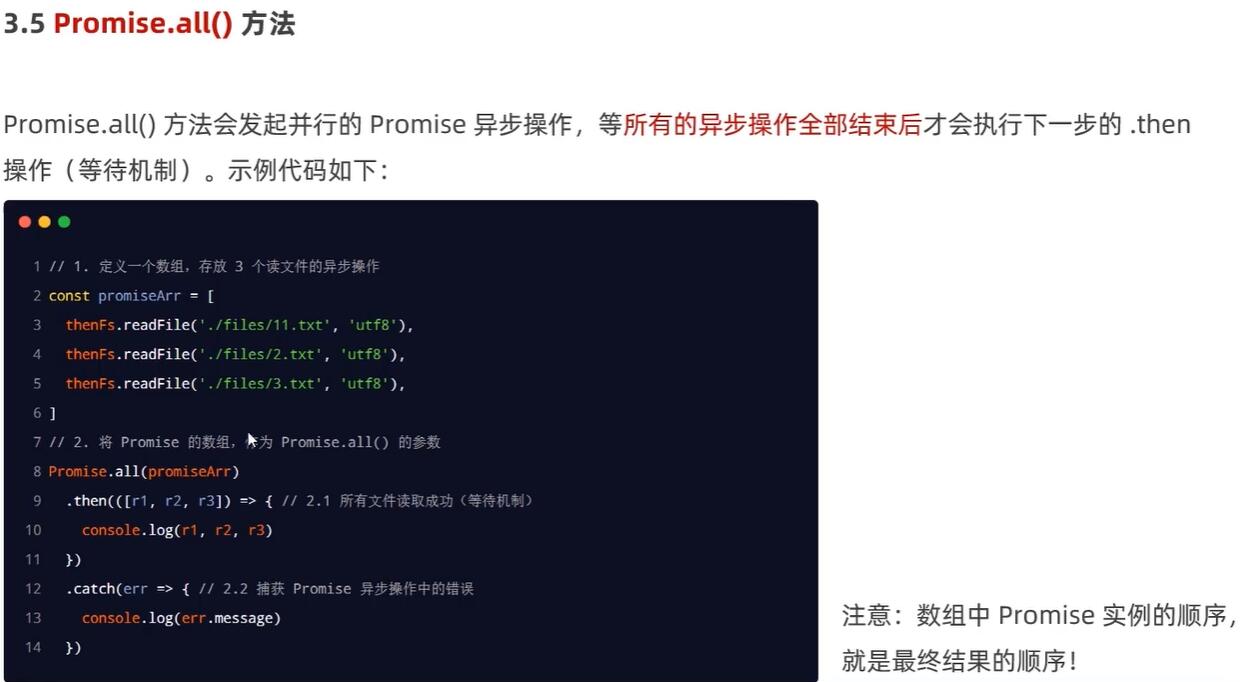 3.5 Promise.all() 方法
Promise.all() 方法会发起并行的 Promise 异步操作，等所有的异步操作全部结束后才会执行下一步的 .then
操作（等待机制）。示例代码如下：
1 // 1. 定义一个数组，存放 3 个读文件的异步操作
2 const promiseArr = [
3   thenFs.readFile('./files/11.txt', 'utf8'),
4   thenFs.readFile('./files/2.txt', 'utf8'),
5   thenFs.readFile('./files/3.txt', 'utf8'),
6 ]
7 // 2. 将 Promise 的数组，为 Promise.all() 的参数
8 Promise.all(promiseArr)
9   .then(([r1, r2, r3]) => { // 2.1 所有文件读取成功（等待机制）
10     console.log(r1, r2, r3)
11   })
12   .catch(err => { // 2.2 捕获 Promise 异步操作中的错误
13     console.log(err.message)
14   })
注意：数组中 Promise 实例的顺序，
就是最终结果的顺序！